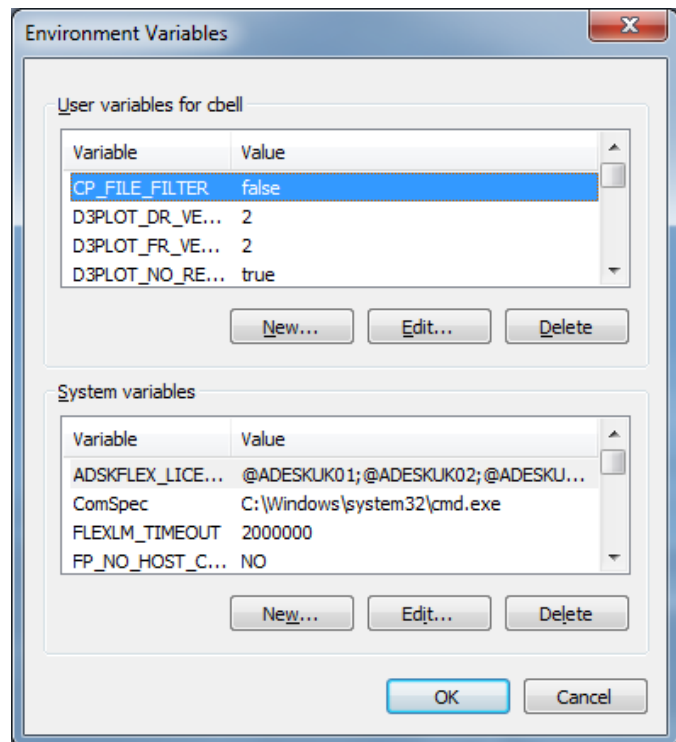 Environment Variables
User variables for cbell
Variable Value
CP_FILE_FILTER false
D3PLOT_DR_VE... 2
D3PLOT_FR_VE... 2
D3PLOT_NO_RE... true
New... Edit... Delete
System variables
Variable Value
ADSKFLEX_LICE... @ADESKUK01;@ADESKUK02;@ADESKU...
ComSpec C:\Windows\system32\cmd.exe
FLEXLM_TIMEOUT 2000000
FP_NO_HOST_C... NO
New... Edit... Delete
OK Cancel